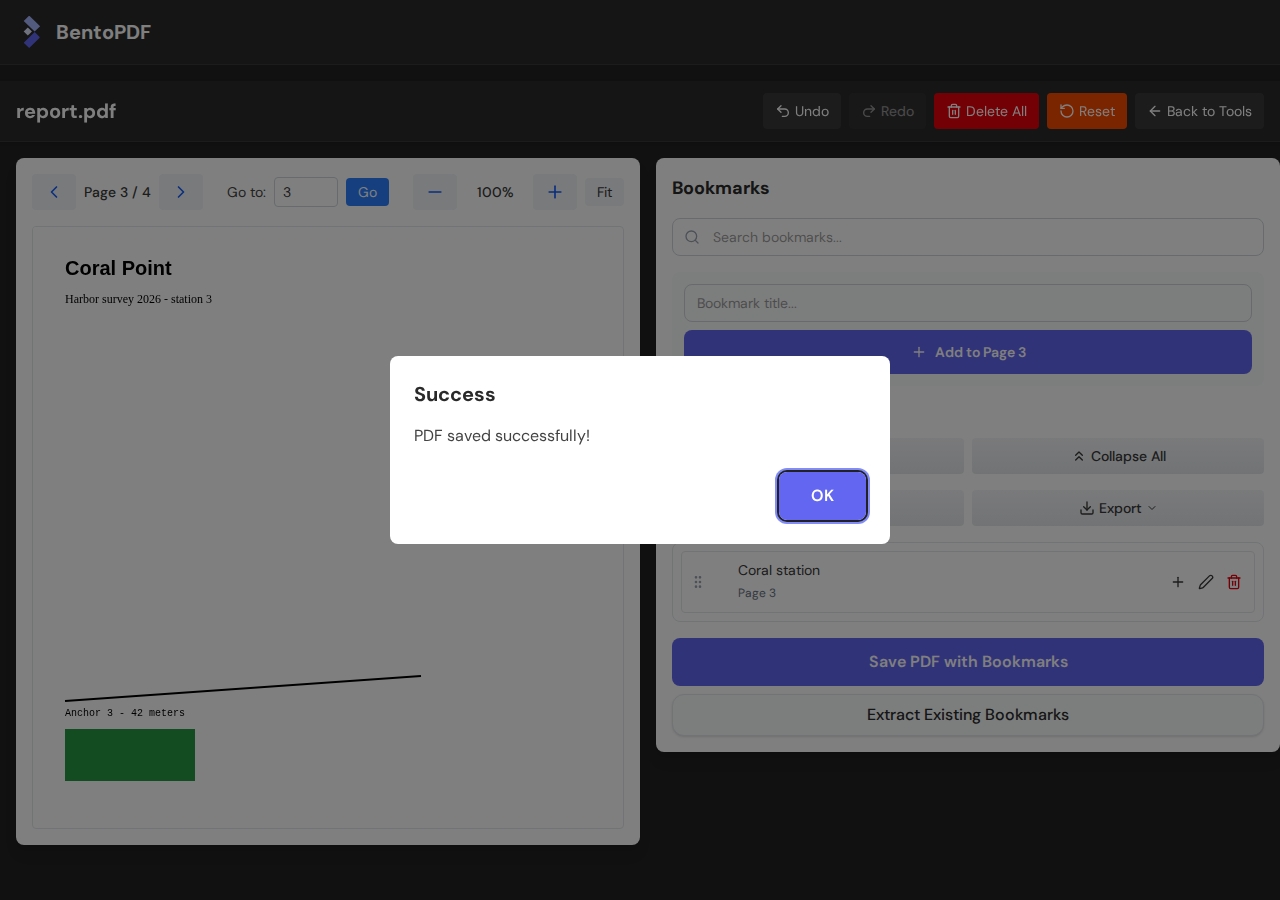 BentoPDF
report.pdf
Undo
Redo
Delete All
Reset
Back to Tools
Page 3 / 4
Go to:
3
Go
100%
Fit
Coral Point
Harbor survey 2026 - station 3
Anchor 3 - 42 meters
Bookmarks
Search bookmarks...
Bookmark title...
Add to Page 3
Success
PDF saved successfully!
OK
Collapse All
Export
Coral station
Page 3
Save PDF with Bookmarks
Extract Existing Bookmarks